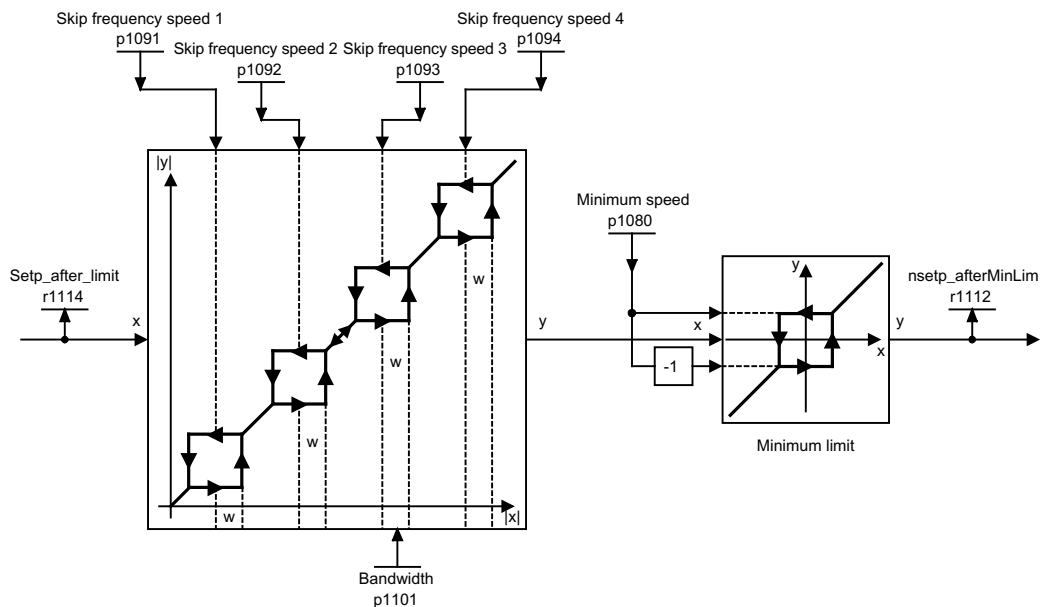 Skip frequency speed 1
p1091
Skip frequency speed 2
p1092
Skip frequency speed 3
p1093
Skip frequency speed 4
p1094
|y|
Setp_after_limit
r1114
x
w
w
w
w
|x|
Bandwidth
p1101
y
Minimum speed
p1080
x
-1
y
x
Minimum limit
y
nsetp_afterMinLim
r1112